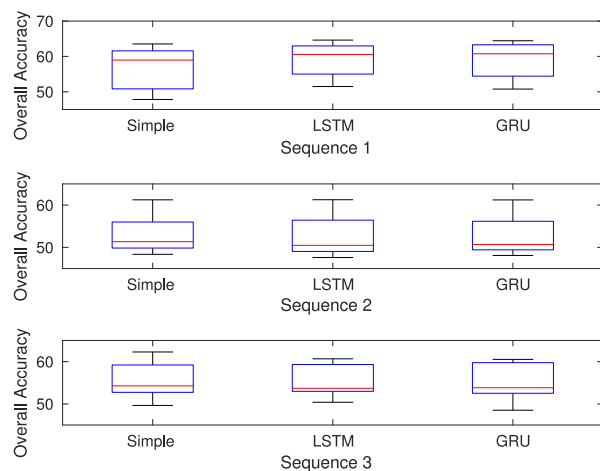 Overall Accuracy
70
60
50
Simple
LSTM
GRU
Sequence 1
Overall Accuracy
60
50
Simple
LSTM
GRU
Sequence 2
Overall Accuracy
60
50
Simple
LSTM
GRU
Sequence 3